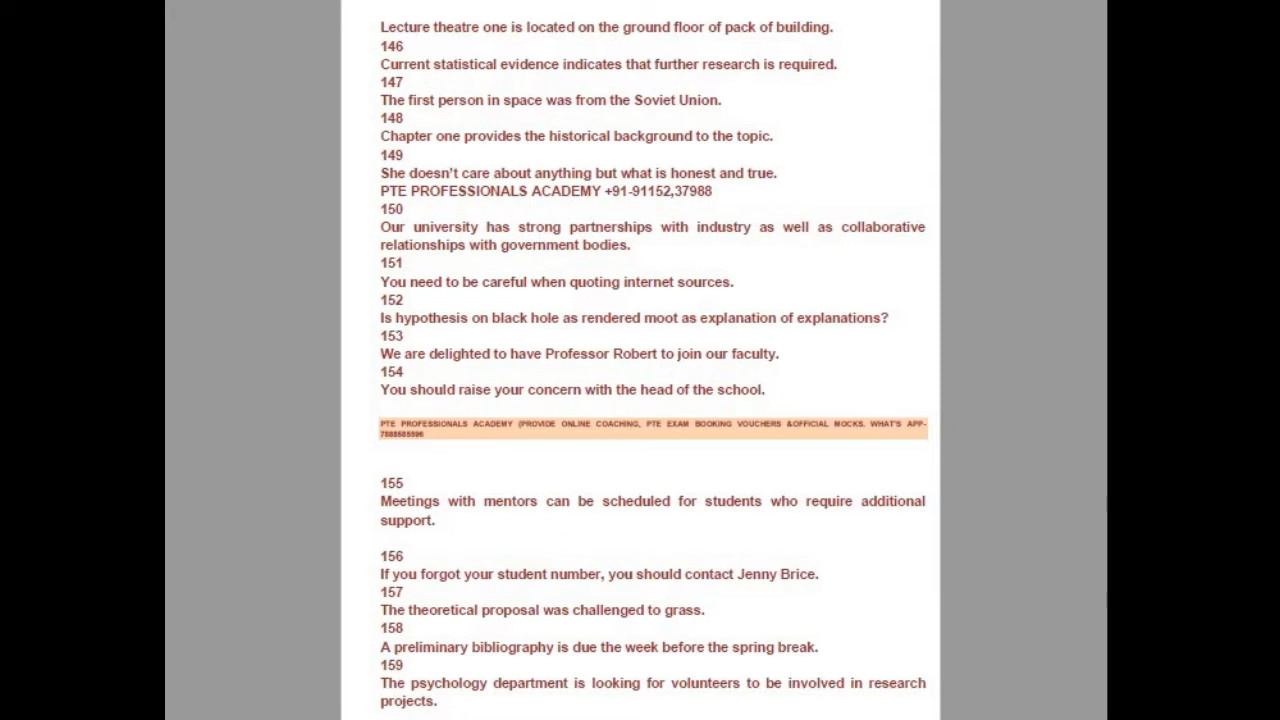 Lecture theatre one is located on the ground floor of pack of building.
146
Current statistical evidence indicates that further research is required.
147
The first person in space was from the Soviet Union.
148
Chapter one provides the historical background to the topic.
149
She doesn't care about anything but what is honest and true.
PTE PROFESSIONALS ACADEMY +91-91152,37988
150
Our university has strong partnerships with industry as well as collaborative
relationships with government bodies.
151
You need to be careful when quoting internet sources.
152
Is hypothesis on black hole as rendered moot as explanation of explanations?
153
We are delighted to have Professor Robert to join our faculty.
154
You should raise your concern with the head of the school.
PTE PROFESSIONALS ACADEMY (PROVIDE ONLINE COACHING, PTE EXAM BOOKING VOUCHERS &OFFICIAL MOCKS. WHAT'S APP-
155
Meetings with mentors can be scheduled for students who require additional
support.
156
If you forgot your student number, you should contact Jenny Brice.
157
The theoretical proposal was challenged to grass.
158
A preliminary bibliography is due the week before the spring break.
159
The psychology department is looking for volunteers to be involved in research
projects.